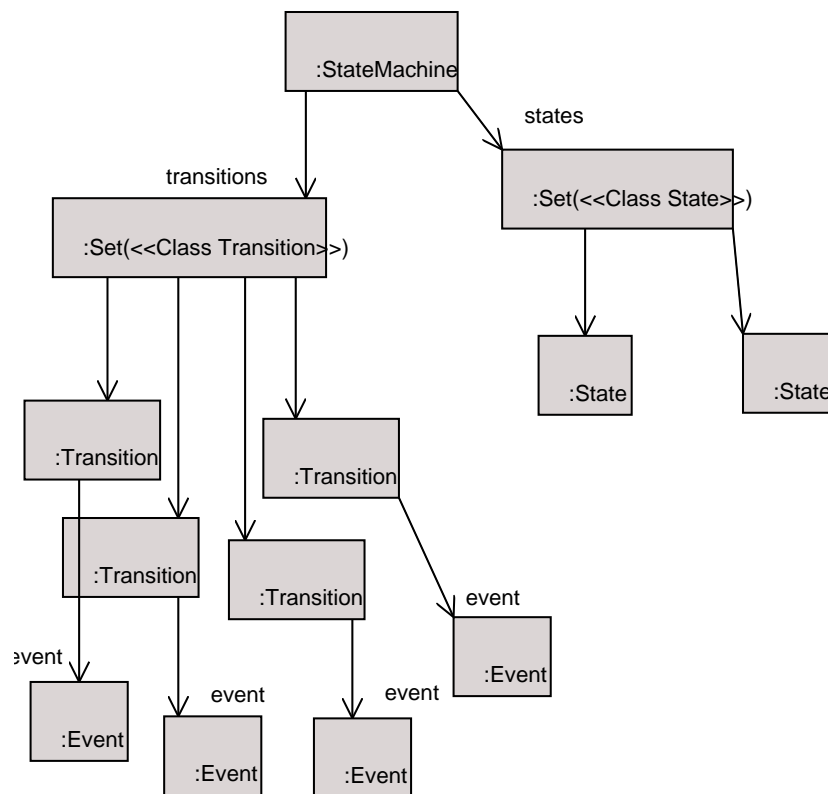 :StateMachine
states
transitions
:Set(<<Class State>>)
:Set(<<Class Transition>>)
:State
:State
:Transition
:Transition
:Transition
:Transition
event
event
:Event
event
event
:Event
:Event
:Event